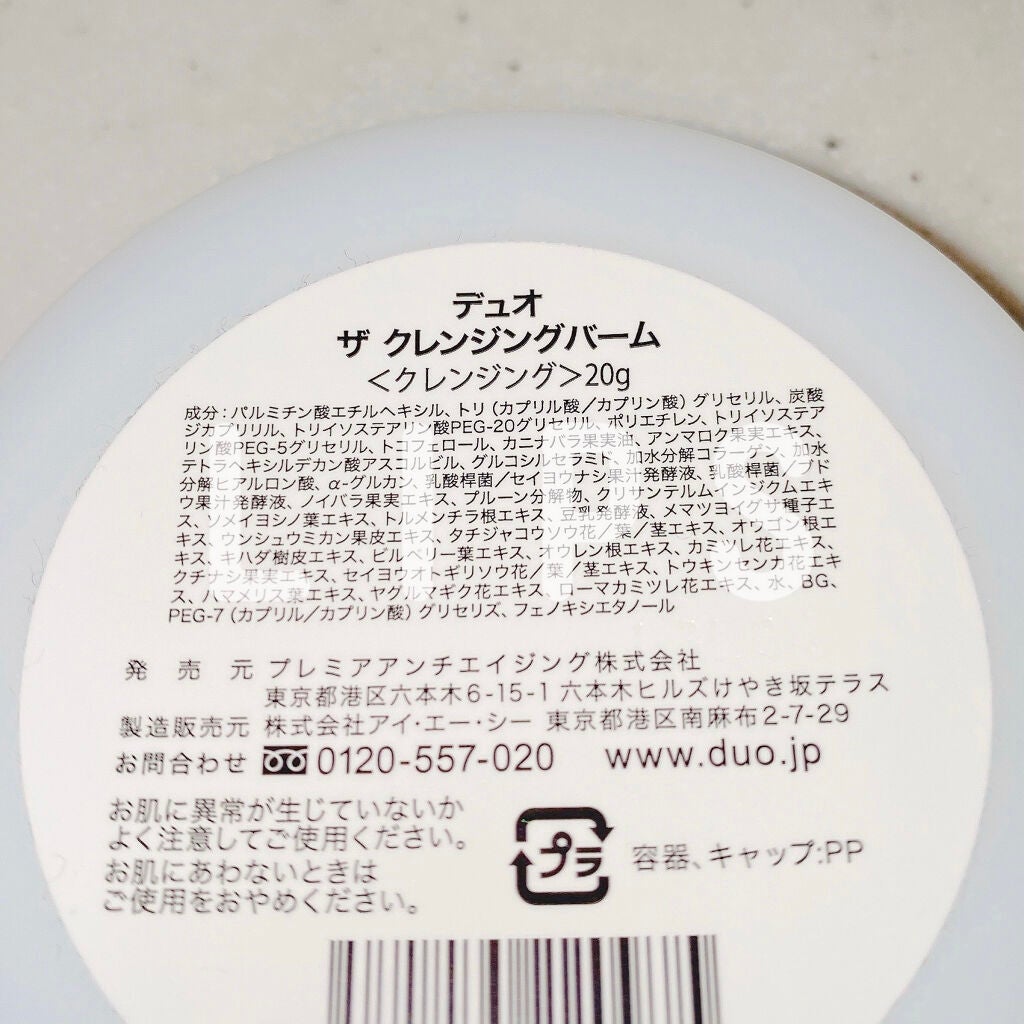 デュオ
ザ クレンジングバーム
<クレンジング>20g
成分:パルミチン酸エチルヘキシル、トリ(カプリル酸/カプリン酸)グリセリル、炭酸
ジカプリリル、トリイソステアリン酸PEG-20グリセリル、ポリエチレン、トリイソステア
リン酸PEG-5グリセリル、トコフェロール、カニナバラ果実油、アンマロク果実エキス、
テトラヘキシルデカン酸アスコルビル、グルコシルセラミド、加水分解コラーゲン、加水
分解ヒアルロン酸、α-グルカン、乳酸桿菌/セイヨウナシ果汁発酵液、乳酸桿菌/ブド
ウ果汁発酵液、ノイバラ果実エキス、プルーン分解物、クリサンテルムインジクムエキ
ス、ソメイヨシノ葉エキス、トルメンチラ根エキス、豆乳発酵液、メマツヨイグサ種子エ
キス、ウンシュウミカン果皮エキス、タチジャコウソウ花/葉/茎エキス、オウゴン根エ
キス、キハダ樹皮エキス、ビルベリー葉エキス、オウレン根エキス、カミツレ花エキス、
クチナシ果実エキス、セイヨウオトギリソウ花/葉/茎エキス、トウキンセンカ花エキ
ス、ハマメリス葉エキス、ヤグルマギク花エキス、ローマカミツレ花エキス、水、BG、
PEG-7(カプリル/カプリン酸)グリセリズ、フェノキシエタノール
発売元 プレミアアンチエイジング株式会社
東京都港区六本木6-15-1 六本木ヒルズけやき坂テラス
製造販売元 株式会社アイ・エー・シー 東京都港区南麻布2-7-29
お問合わせ 0120-557-020 www.duo.jp
お肌に異常が生じていないか
よく注意してご使用ください。
お肌にあわないときは
ご使用をおやめください。
プラ 容器、キャップ:PP